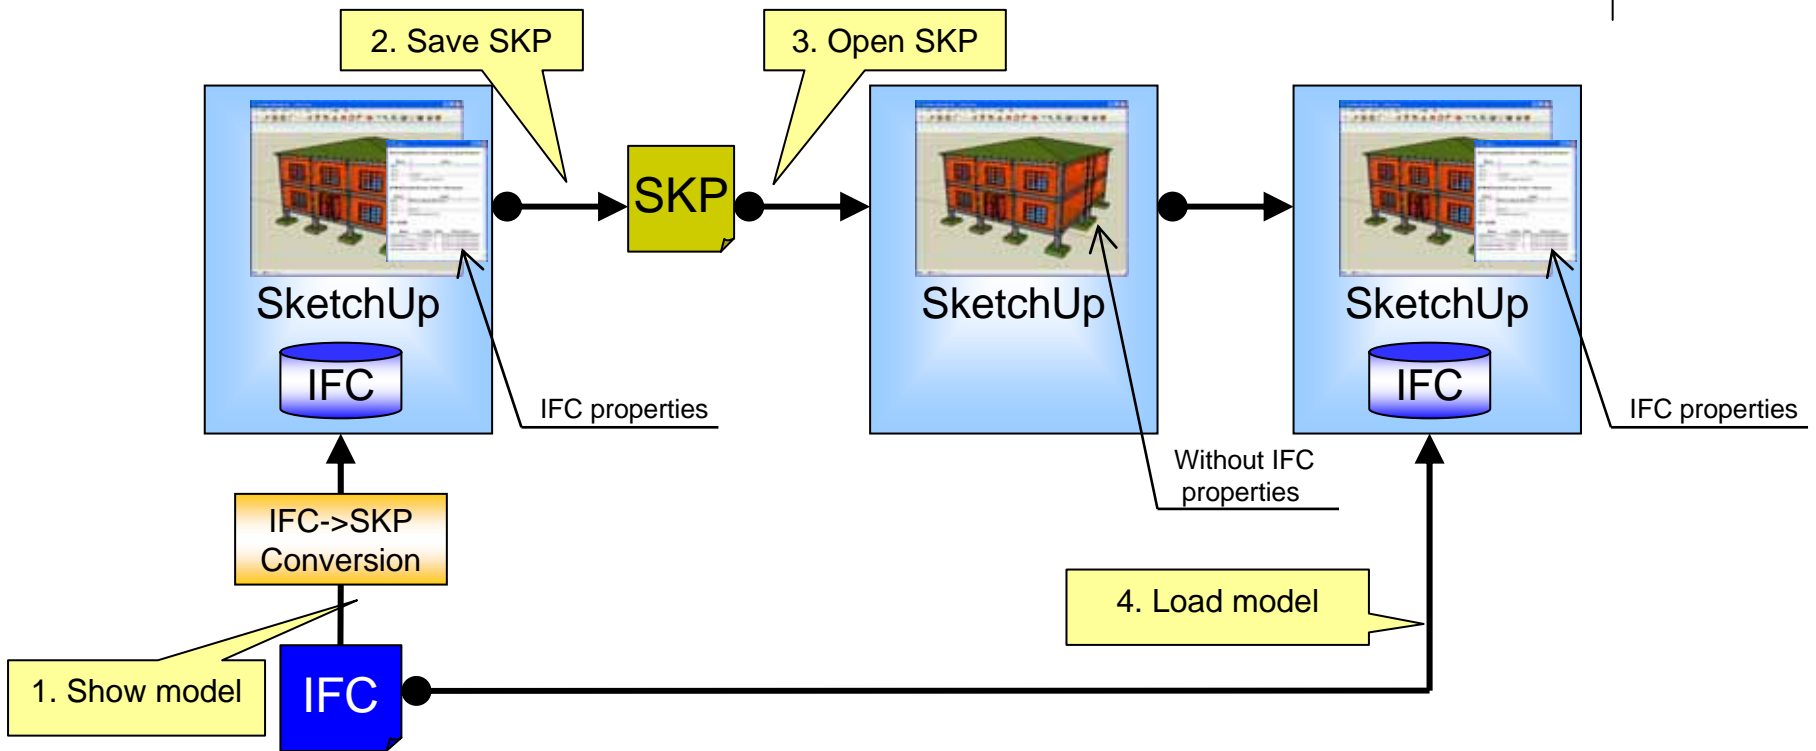 2. Save SKP
3. Open SKP
SKP
SketchUp
IFC
IFC properties
SketchUp
Without IFC
properties
SketchUp
IFC
IFC properties
IFC->SKP
Conversion
4. Load model
1. Show model
IFC